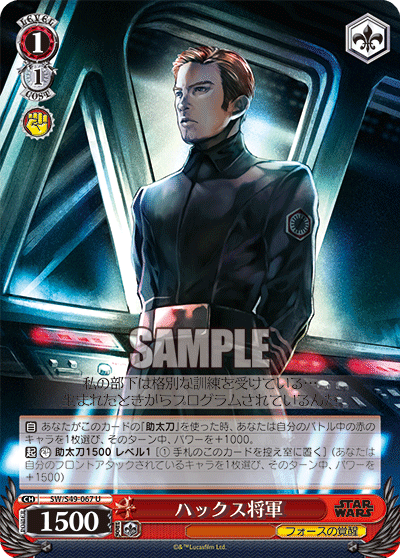 LEVEL
1
1
COST
SAMPLE
私の部下は格別な訓練を受けている…
生まれたときからプログラムされているんだ。
自 あなたがこのカードの「助太刀」を使った時、あなたは自分のバトル中の赤の
キャラを1枚選び、そのターン中、パワーを+1000。
起 助太刀1500 レベル1 [① 手札のこのカードを控え室に置く] (あなたは自
分のフロントアタックされているキャラを1枚選び、そのターン中、パワーを
+1500)
CH
SW/S49-067 U
POWER
1500
ハックス将軍
STAR WARS
フォースの覚醒
©&™Lucasfilm Ltd.